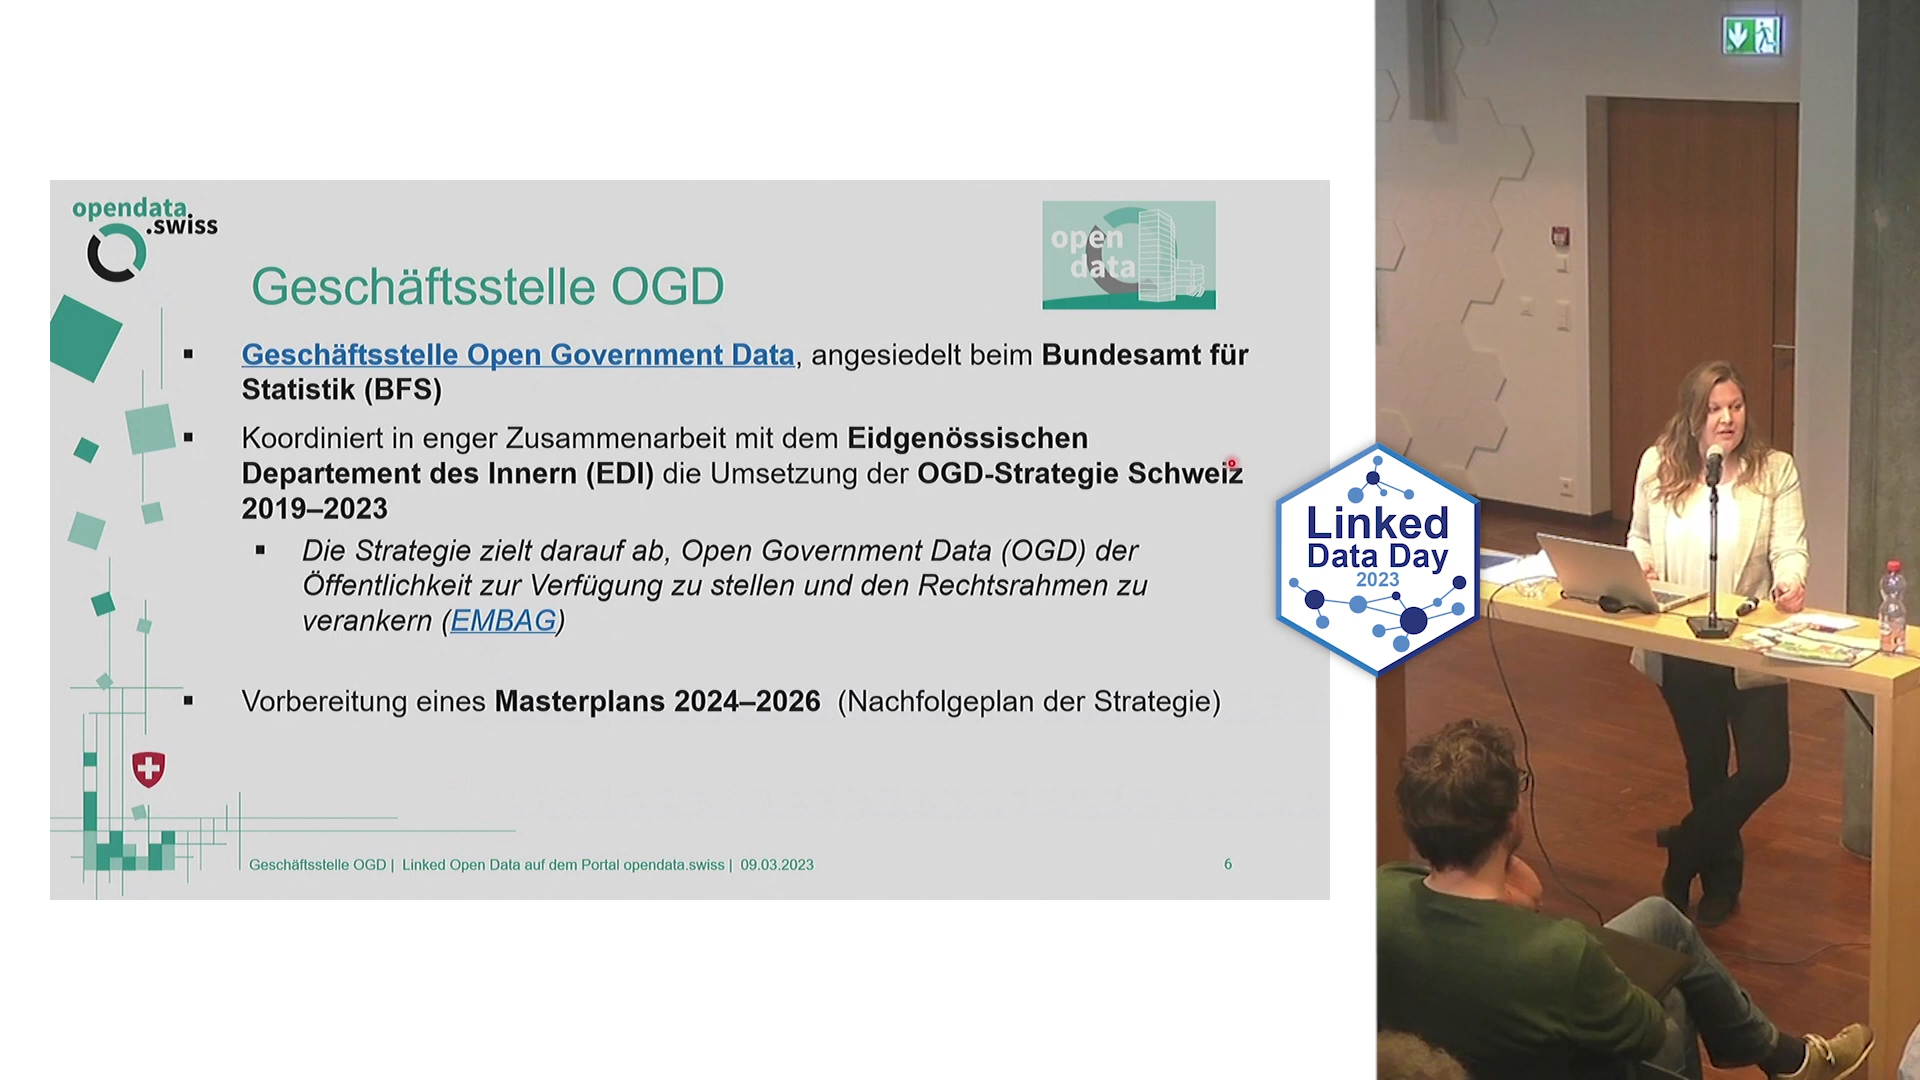 opendata
.swiss
open
data
Geschäftsstelle OGD
▪ Geschäftsstelle Open Government Data, angesiedelt beim Bundesamt für
Statistik (BFS)
▪ Koordiniert in enger Zusammenarbeit mit dem Eidgenössischen
Departement des Innern (EDI) die Umsetzung der OGD-Strategie Schweiz
2019–2023
▪ Die Strategie zielt darauf ab, Open Government Data (OGD) der
Öffentlichkeit zur Verfügung zu stellen und den Rechtsrahmen zu
verankern (EMBAG)
▪ Vorbereitung eines Masterplans 2024–2026 (Nachfolgeplan der Strategie)
Geschäftsstelle OGD | Linked Open Data auf dem Portal opendata.swiss | 09.03.2023
6
Linked
Data Day
2023